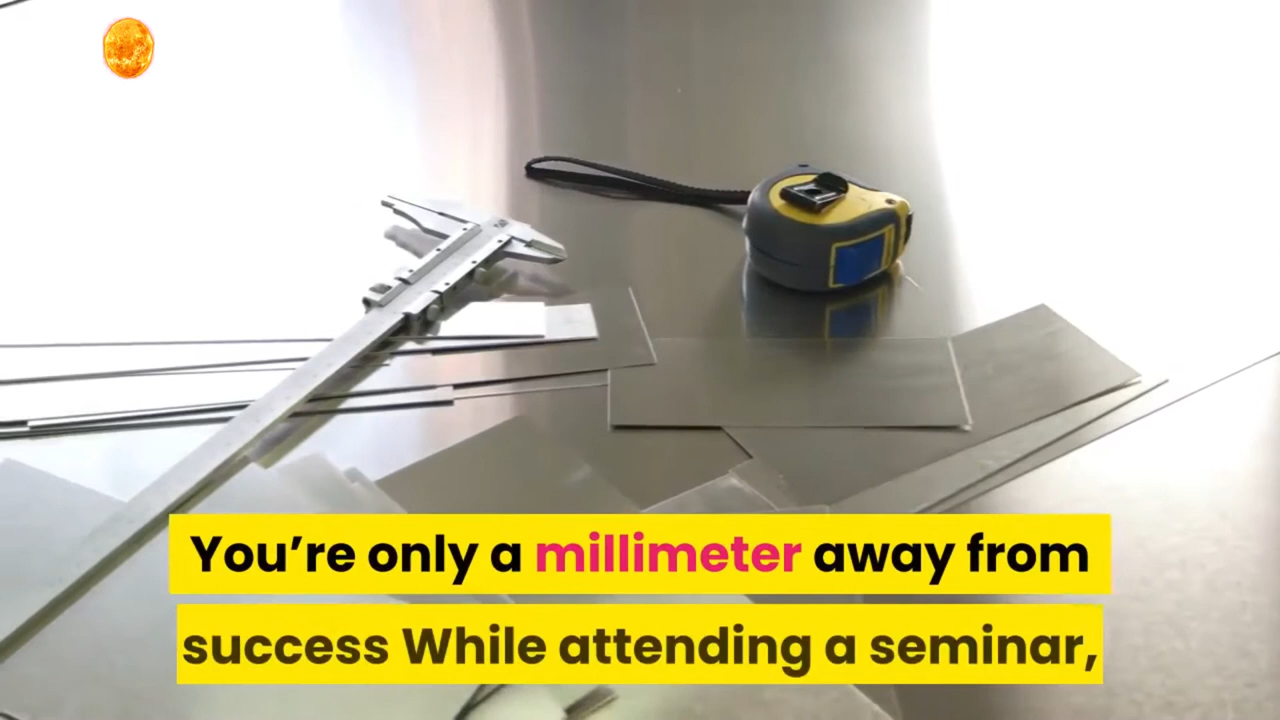 You’re only a millimeter away from
success While attending a seminar,